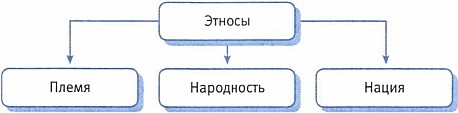 Этносы
Племя
Народность
Нация